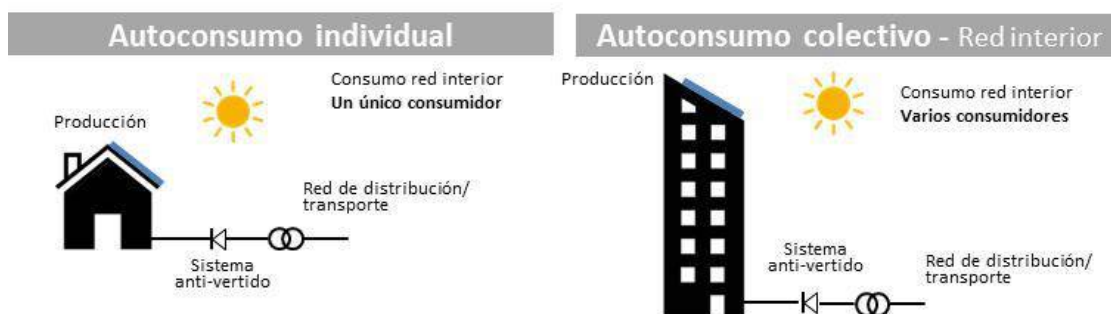 Autoconsumo individual
Consumo red interior
Un único consumidor
Producción
Red de distribución/
transporte
Sistema
anti-vertido
Autoconsumo colectivo - Red interior
Producción
Consumo red interior
Varios consumidores
Sistema
anti-vertido
Red de distribución/
transporte